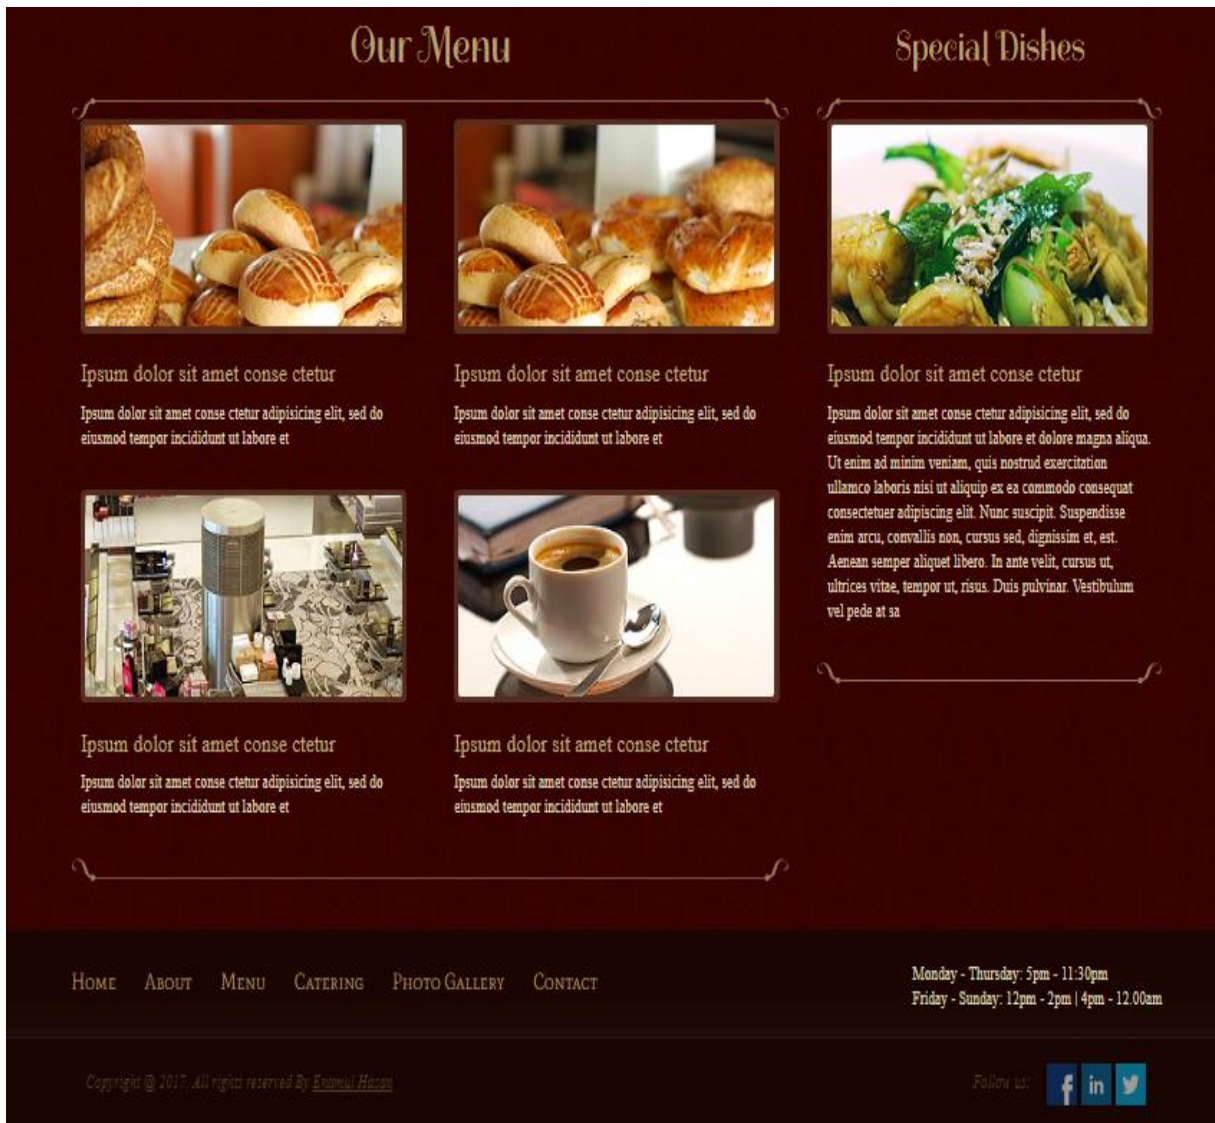 Our Menu
Special Dishes
Ipsum dolor sit amet conse ctetur
Ipsum dolor sit amet conse ctetur adipisicing elit, sed do
eiusmod tempor incididunt ut labore et
Ipsum dolor sit amet conse ctetur
Ipsum dolor sit amet conse ctetur adipisicing elit, sed do
eiusmod tempor incididunt ut labore et
Ipsum dolor sit amet conse ctetur
Ipsum dolor sit amet conse ctetur adipisicing elit, sed do
eiusmod tempor incididunt ut labore et
Ipsum dolor sit amet conse ctetur
Ipsum dolor sit amet conse ctetur adipisicing elit, sed do
eiusmod tempor incididunt ut labore et
Ipsum dolor sit amet conse ctetur
Ipsum dolor sit amet conse ctetur adipisicing elit, sed do
eiusmod tempor incididunt ut labore et dolore magna aliqua.
Ut enim ad minim veniam, quis nostrud exercitation
ullamco laboris nisi ut aliquip ex ea commodo consequat
consectetuer adipiscing elit. Nunc suscipit. Suspendisse
enim arcu, convallis non, cursus sed, dignissim et, est.
Aenean semper aliquet libero. In ante velit, cursus ut,
ultrices vitae, tempor ut, risus. Duis pulvinar. Vestibulum
vel pede at sa
Home About Menu Catering Photo Gallery Contact
Monday - Thursday: 5pm - 11:30pm
Friday - Sunday: 12pm - 2pm | 4pm - 12.00am
Copyright @ 2017. All rights reserved By Enamul Hasan
Follow us:
f in